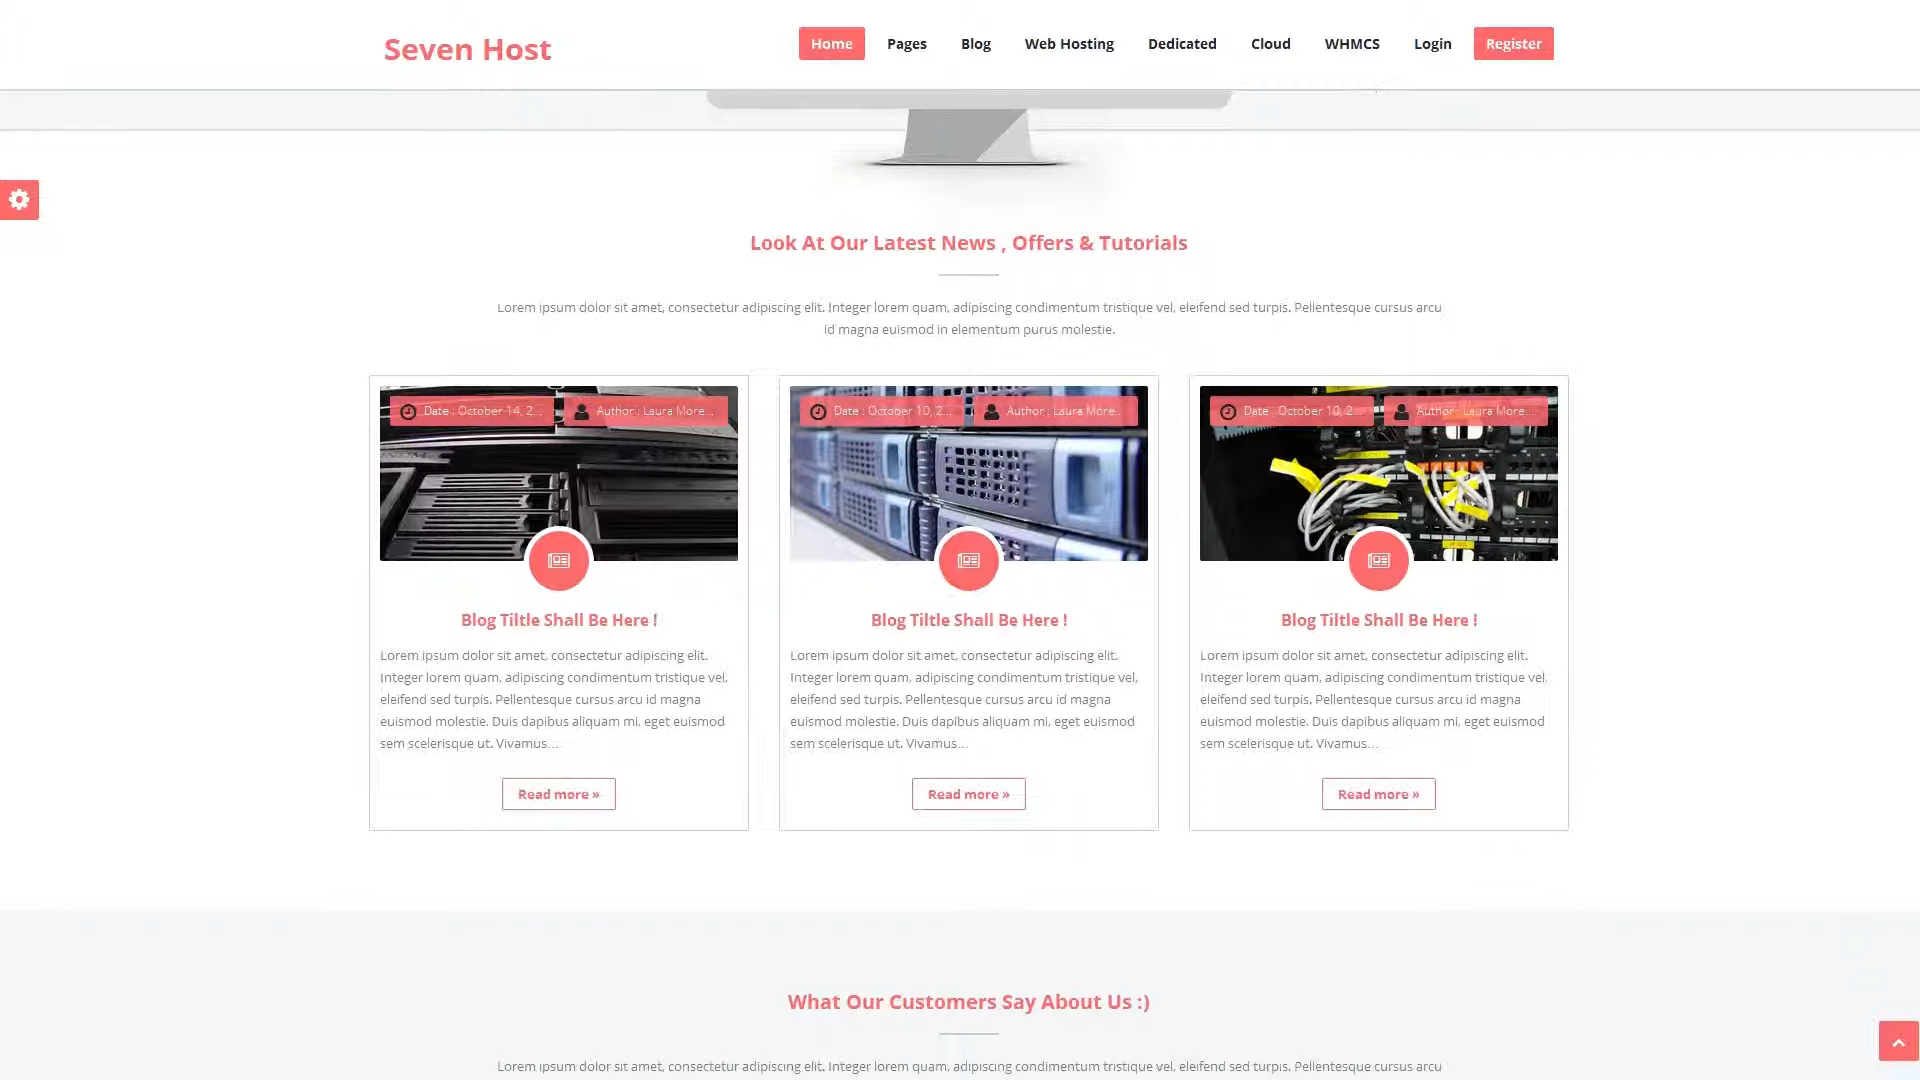 Seven Host
Home Pages Blog Web Hosting Dedicated Cloud WHMCS Login Register
Look At Our Latest News , Offers & Tutorials
Lorem ipsum dolor sit amet, consectetur adipiscing elit. Integer lorem quam, adipiscing condimentum tristique vel, eleifend sed turpis. Pellentesque cursus arcu
id magna euismod in elementum purus molestie.
Date : October 14, 2... Author : Laura More...
Blog Tiltle Shall Be Here !
Lorem ipsum dolor sit amet, consectetur adipiscing elit.
Integer lorem quam, adipiscing condimentum tristique vel,
eleifend sed turpis. Pellentesque cursus arcu id magna
euismod molestie. Duis dapibus aliquam mi, eget euismod
sem scelerisque ut. Vivamus...
Read more »
Date : October 10, 2... Author : Laura More...
Blog Tiltle Shall Be Here !
Lorem ipsum dolor sit amet, consectetur adipiscing elit.
Integer lorem quam, adipiscing condimentum tristique vel,
eleifend sed turpis. Pellentesque cursus arcu id magna
euismod molestie. Duis dapibus aliquam mi, eget euismod
sem scelerisque ut. Vivamus...
Read more »
Date : October 10, 2... Author : Laura More...
Blog Tiltle Shall Be Here !
Lorem ipsum dolor sit amet, consectetur adipiscing elit.
Integer lorem quam, adipiscing condimentum tristique vel,
eleifend sed turpis. Pellentesque cursus arcu id magna
euismod molestie. Duis dapibus aliquam mi, eget euismod
sem scelerisque ut. Vivamus...
Read more »
What Our Customers Say About Us :)
Lorem ipsum dolor sit amet, consectetur adipiscing elit. Integer lorem quam, adipiscing condimentum tristique vel, eleifend sed turpis. Pellentesque cursus arcu